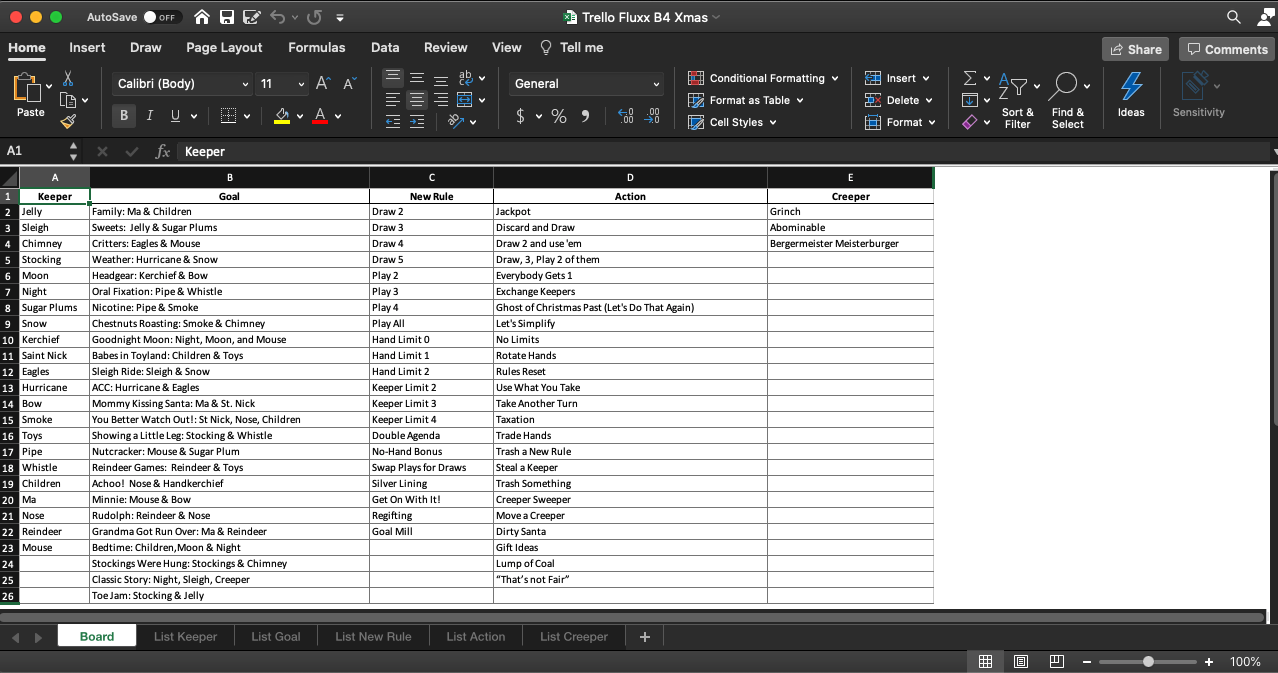 AutoSave OFF Trello Fluxx B4 Xmas
Home Insert Draw Page Layout Formulas Data Review View Tell me Share Comments
Calibri (Body) 11 General Conditional Formatting Insert
Format as Table Delete
Paste B I U A $ % Cell Styles Format Sort & Filter Find & Select Ideas Sensitivity
A1 fx Keeper
A B C D E
1 Keeper Goal New Rule Action Creeper
2 Jelly Family: Ma & Children Draw 2 Jackpot Grinch
3 Sleigh Sweets: Jelly & Sugar Plums Draw 3 Discard and Draw Abominable
4 Chimney Critters: Eagles & Mouse Draw 4 Draw 2 and use 'em Bergermeister Meisterburger
5 Stocking Weather: Hurricane & Snow Draw 5 Draw, 3, Play 2 of them
6 Moon Headgear: Kerchief & Bow Play 2 Everybody Gets 1
7 Night Oral Fixation: Pipe & Whistle Play 3 Exchange Keepers
8 Sugar Plums Nicotine: Pipe & Smoke Play 4 Ghost of Christmas Past (Let's Do That Again)
9 Snow Chestnuts Roasting: Smoke & Chimney Play All Let's Simplify
10 Kerchief Goodnight Moon: Night, Moon, and Mouse Hand Limit 0 No Limits
11 Saint Nick Babes in Toyland: Children & Toys Hand Limit 1 Rotate Hands
12 Eagles Sleigh Ride: Sleigh & Snow Hand Limit 2 Rules Reset
13 Hurricane ACC: Hurricane & Eagles Keeper Limit 2 Use What You Take
14 Bow Mommy Kissing Santa: Ma & St. Nick Keeper Limit 3 Take Another Turn
15 Smoke You Better Watch Out!: St Nick, Nose, Children Keeper Limit 4 Taxation
16 Toys Showing a Little Leg: Stocking & Whistle Double Agenda Trade Hands
17 Pipe Nutcracker: Mouse & Sugar Plum No-Hand Bonus Trash a New Rule
18 Whistle Reindeer Games: Reindeer & Toys Swap Plays for Draws Steal a Keeper
19 Children Achoo! Nose & Handkerchief Silver Lining Trash Something
20 Ma Minnie: Mouse & Bow Get On With It! Creeper Sweeper
21 Nose Rudolph: Reindeer & Nose Regifting Move a Creeper
22 Reindeer Grandma Got Run Over: Ma & Reindeer Goal Mill Dirty Santa
23 Mouse Bedtime: Children,Moon & Night Gift Ideas
24 Stockings Were Hung: Stockings & Chimney Lump of Coal
25 Classic Story: Night, Sleigh, Creeper “That’s not Fair”
26 Toe Jam: Stocking & Jelly
Board List Keeper List Goal List New Rule List Action List Creeper +
100%